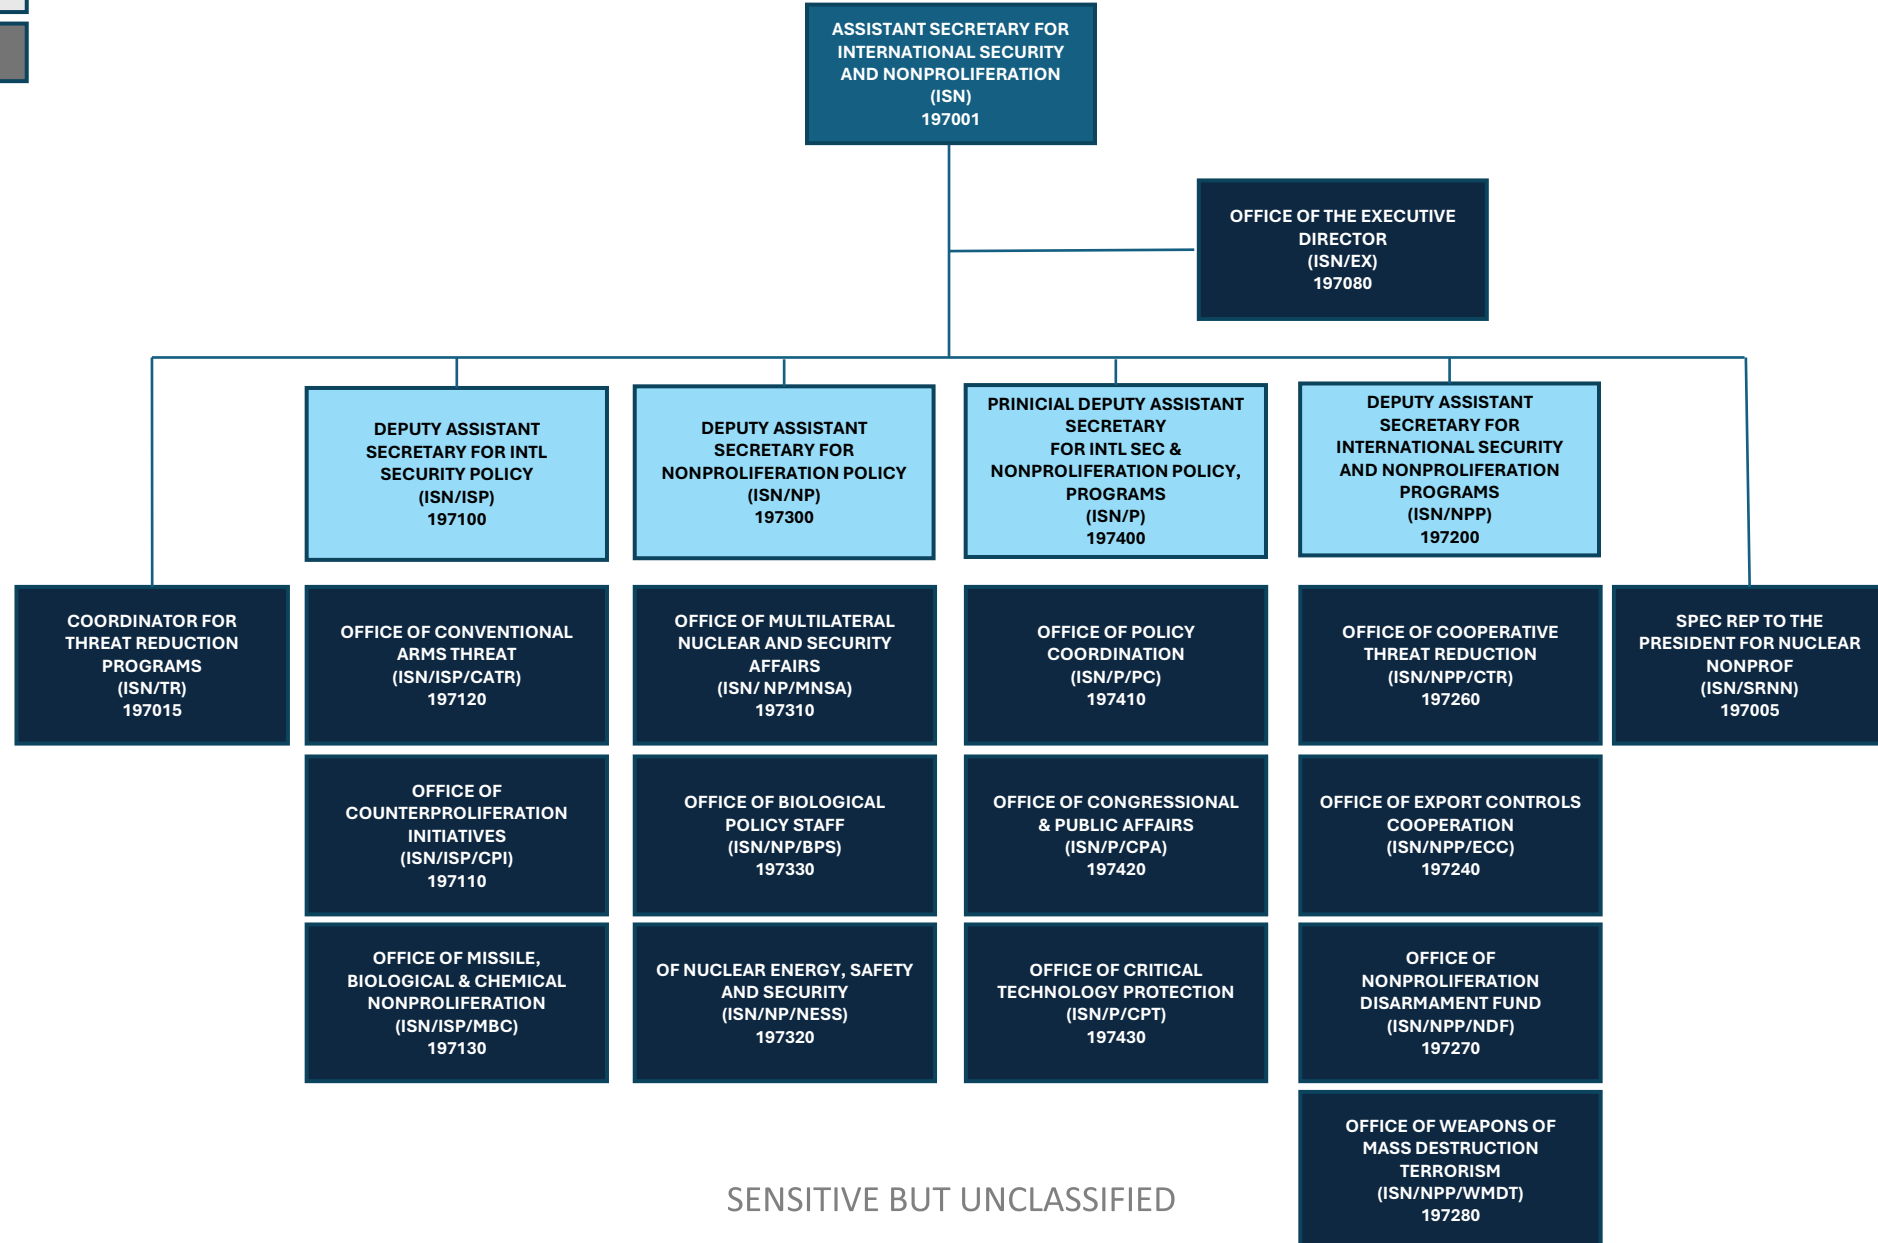 ASSISTANT SECRETARY FOR
INTERNATIONAL SECURITY
AND NONPROLIFERATION
(ISN)
197001
OFFICE OF THE EXECUTIVE
DIRECTOR
(ISN/EX)
197080
DEPUTY ASSISTANT
SECRETARY FOR INTL
SECURITY POLICY
(ISN/ISP)
197100
DEPUTY ASSISTANT
SECRETARY FOR
NONPROLIFERATION POLICY
(ISN/NP)
197300
PRINICIAL DEPUTY ASSISTANT
SECRETARY
FOR INTL SEC &
NONPROLIFERATION POLICY,
PROGRAMS
(ISN/P)
197400
DEPUTY ASSISTANT
SECRETARY FOR
INTERNATIONAL SECURITY
AND NONPROLIFERATION
PROGRAMS
(ISN/NPP)
197200
COORDINATOR FOR
THREAT REDUCTION
PROGRAMS
(ISN/TR)
197015
OFFICE OF CONVENTIONAL
ARMS THREAT
(ISN/ISP/CATR)
197120
OFFICE OF MULTILATERAL
NUCLEAR AND SECURITY
AFFAIRS
(ISN/ NP/MNSA)
197310
OFFICE OF POLICY
COORDINATION
(ISN/P/PC)
197410
OFFICE OF COOPERATIVE
THREAT REDUCTION
(ISN/NPP/CTR)
197260
SPEC REP TO THE
PRESIDENT FOR NUCLEAR
NONPROF
(ISN/SRNN)
197005
OFFICE OF
COUNTERPROLIFERATION
INITIATIVES
(ISN/ISP/CPI)
197110
OFFICE OF BIOLOGICAL
POLICY STAFF
(ISN/NP/BPS)
197330
OFFICE OF CONGRESSIONAL
& PUBLIC AFFAIRS
(ISN/P/CPA)
197420
OFFICE OF EXPORT CONTROLS
COOPERATION
(ISN/NPP/ECC)
197240
OFFICE OF MISSILE,
BIOLOGICAL & CHEMICAL
NONPROLIFERATION
(ISN/ISP/MBC)
197130
OF NUCLEAR ENERGY, SAFETY
AND SECURITY
(ISN/NP/NESS)
197320
OFFICE OF CRITICAL
TECHNOLOGY PROTECTION
(ISN/P/CPT)
197430
OFFICE OF
NONPROLIFERATION
DISARMAMENT FUND
(ISN/NPP/NDF)
197270
OFFICE OF WEAPONS OF
MASS DESTRUCTION
TERRORISM
(ISN/NPP/WMDT)
197280
SENSITIVE BUT UNCLASSIFIED